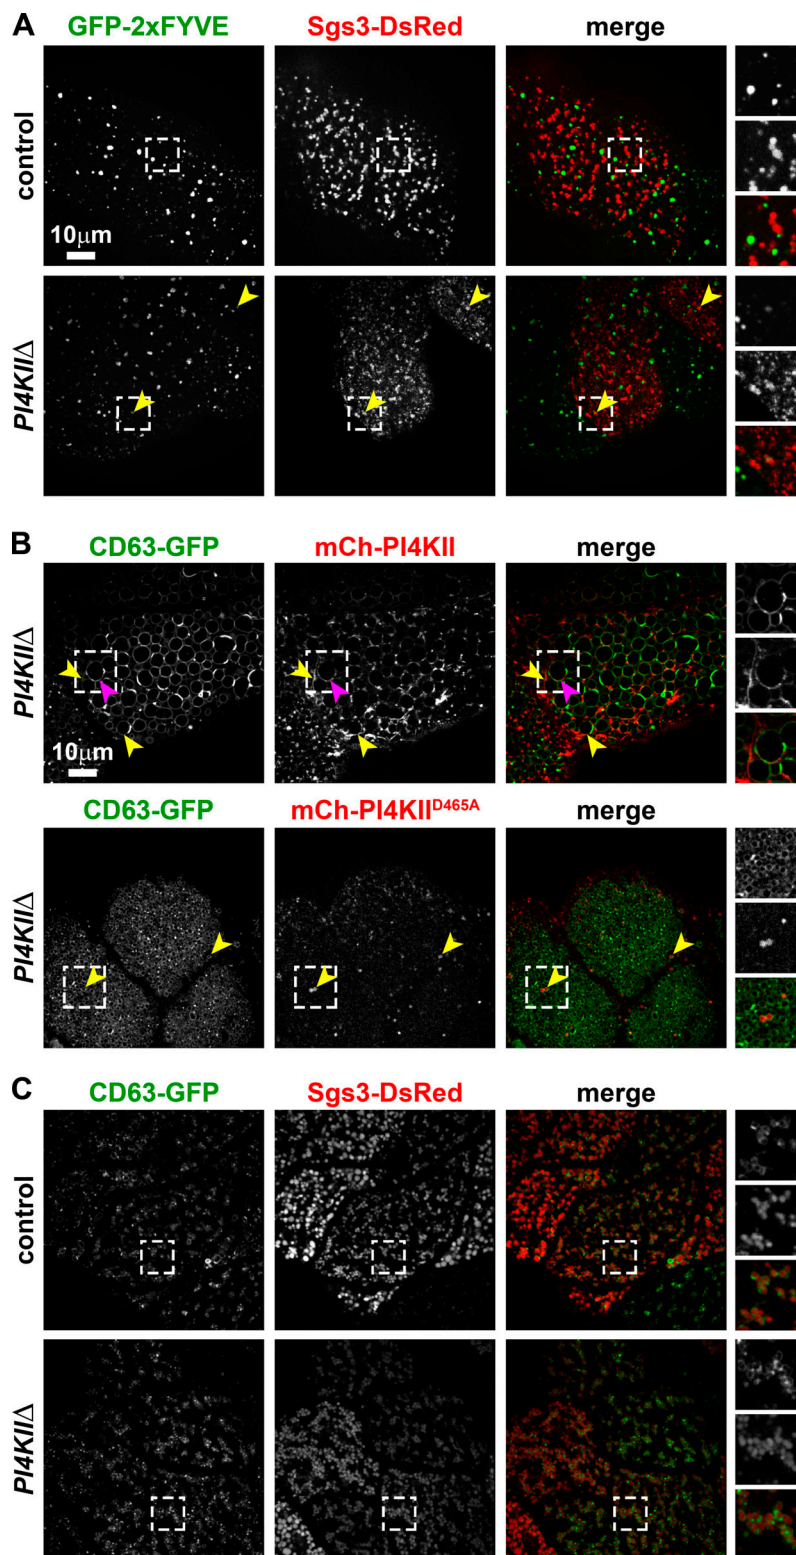 A
GFP-2xFYVE Sgs3-DsRed merge
control
10μm
PI4KIIΔ
B
CD63-GFP mCh-PI4KII merge
PI4KIIΔ
10μm
CD63-GFP mCh-PI4KIID465A merge
PI4KIIΔ
C
CD63-GFP Sgs3-DsRed merge
control
PI4KIIΔ